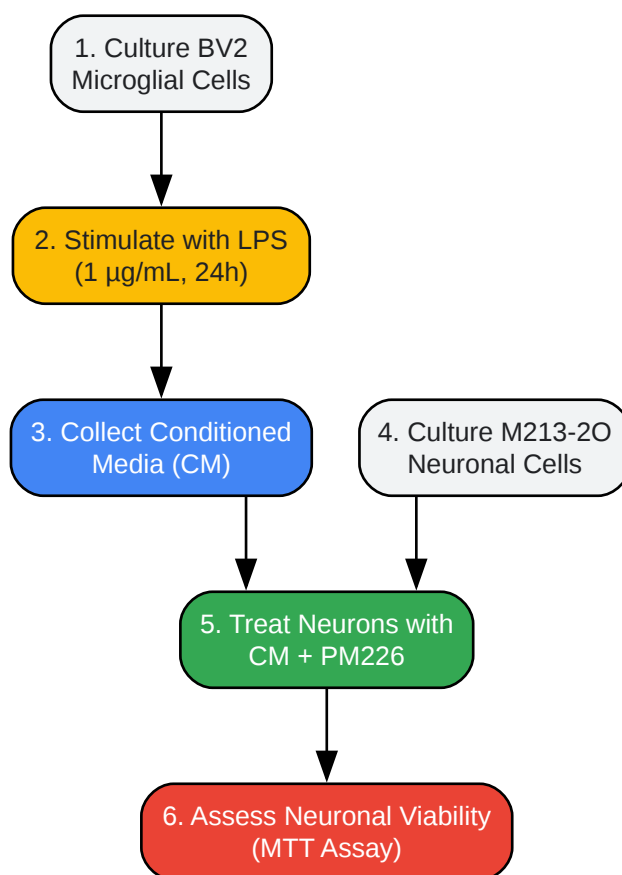 1. Culture BV2
Microglial Cells
2. Stimulate with LPS
(1 µg/mL, 24h)
3. Collect Conditioned
Media (CM)
4. Culture M213-2O
Neuronal Cells
5. Treat Neurons with
CM + PM226
6. Assess Neuronal Viability
(MTT Assay)